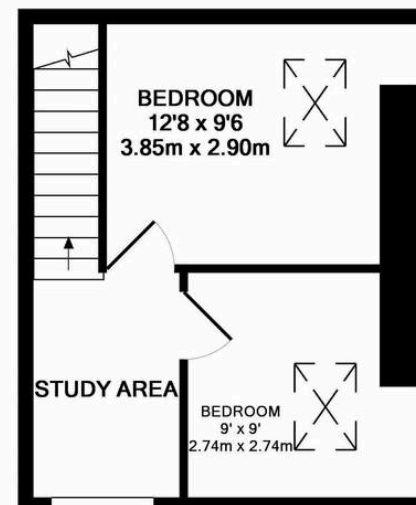 BEDROOM
12'8 x 9'6
3.85m x 2.90m
STUDY AREA
BEDROOM
9' x 9'
2.74m x 2.74m